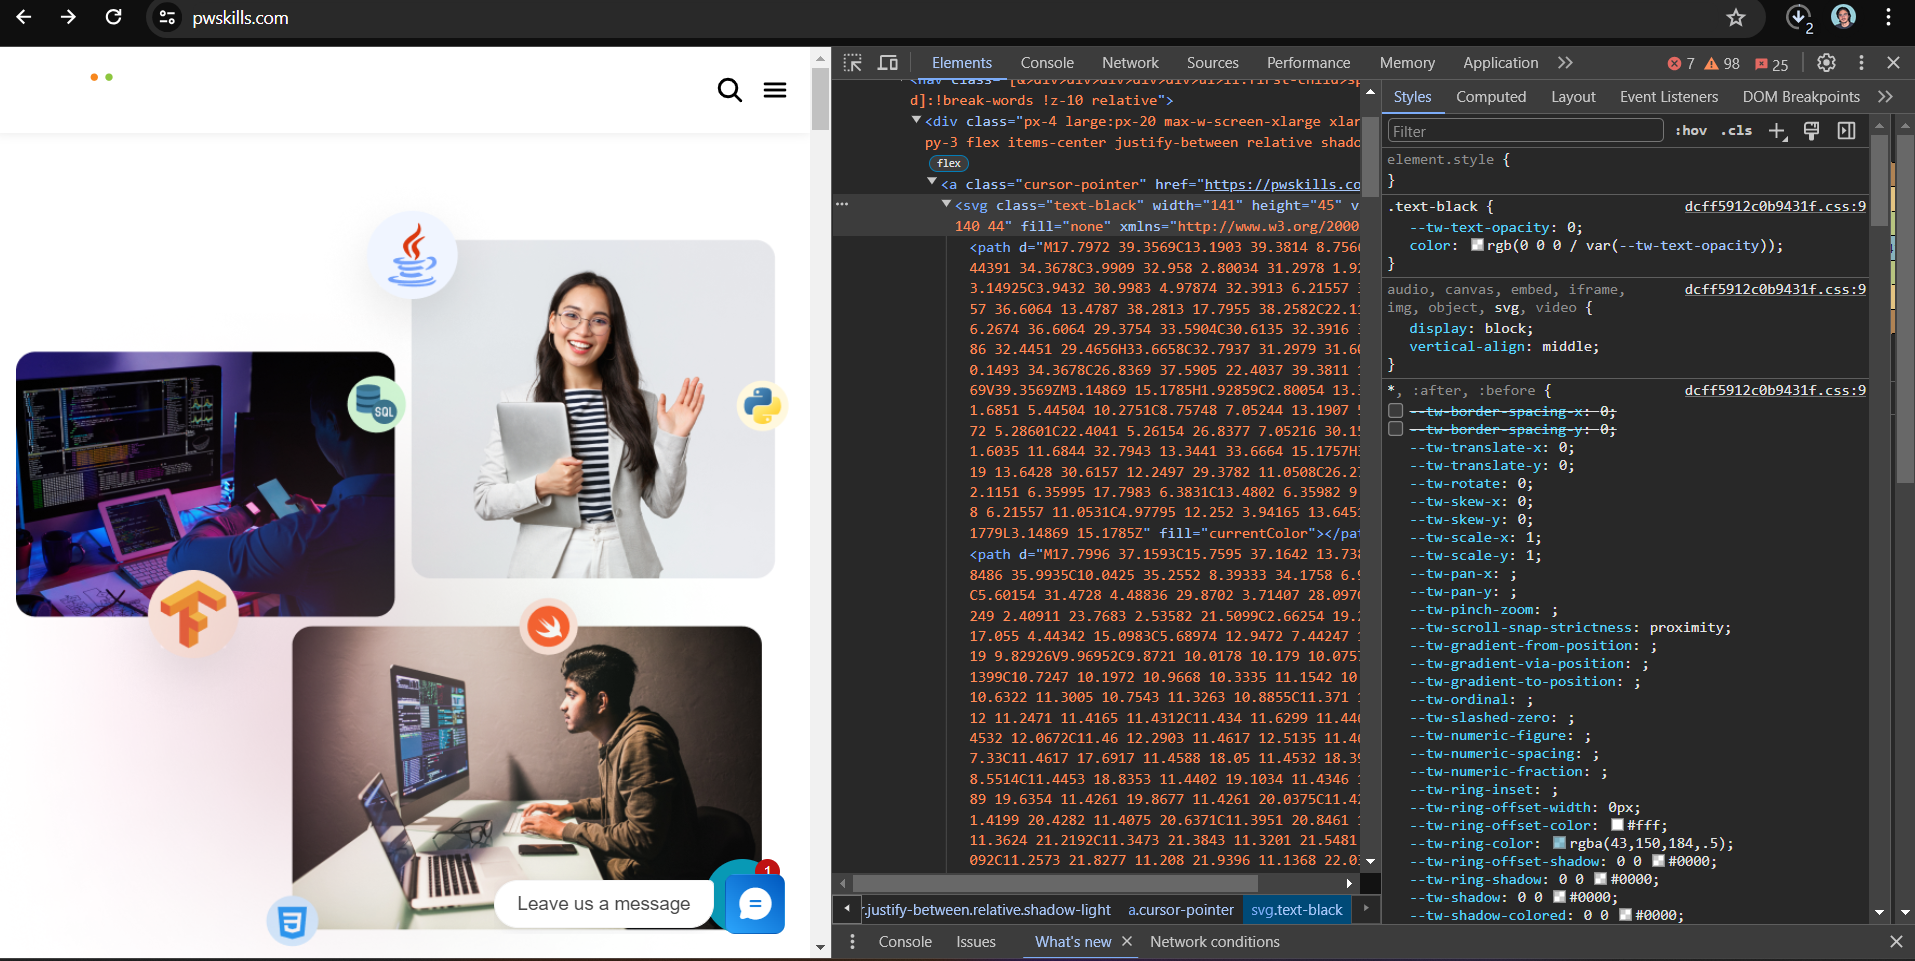 pwskills.com
2
Elements
Console
Network
Sources
Performance
Memory
Application
7
98
25
d]:!break-words !z-10 relative">
<div class="px-4 large:px-20 max-w-screen-xlarge xlar
py-3 flex items-center justify-between relative shado
flex
<a class="cursor-pointer" href="https://pwskills.co
<svg class="text-black" width="141" height="45" v
140 44" fill="none" xmlns="http://www.w3.org/2000
<path d="M17.7972 39.3569C13.1903 39.3814 8.756
44391 34.3678C3.9909 32.958 2.80034 31.2978 1.92
3.14925C3.9432 30.9983 4.97874 32.3913 6.21557
57 36.6064 13.4787 38.2813 17.7955 38.2582C22.1
6.2674 36.6064 29.3754 33.5904C30.6135 32.3916
86 32.4451 29.4656H33.6658C32.7937 31.2979 31.6
0.1493 34.3678C26.8369 37.5905 22.4037 39.3811
69V39.3569ZM3.14869 15.1785H1.92859C2.80054 13.
1.6851 5.44504 10.2751C8.75748 7.05244 13.1907
72 5.28601C22.4041 5.26154 26.8377 7.05216 30.1
1.6035 11.6844 32.7943 13.3441 33.6664 15.1757H
19 13.6428 30.6157 12.2497 29.3782 11.0508C26.2
2.1151 6.35995 17.7983 6.3831C13.4802 6.35982 9
8 6.21557 11.0531C4.97795 12.252 3.94165 13.645
1779L3.14869 15.1785Z" fill="currentColor"></pat
<path d="M17.7996 37.1593C15.7595 37.1642 13.738
8486 35.9935C10.0425 35.2552 8.39333 34.1758 6.9
C5.60154 31.4728 4.48836 29.8702 3.71407 28.097
249 2.40911 23.7683 2.53582 21.5099C2.66254 19.2
17.055 4.44342 15.0983C5.68974 12.9472 7.44247
19 9.82926V9.96952C9.8721 10.0178 10.179 10.075
1399C10.7247 10.1972 10.9668 10.3335 11.1542 10
10.6322 11.3005 10.7543 11.3263 10.8855C11.371
12 11.2471 11.4165 11.4312C11.434 11.6299 11.44
4532 12.0672C11.46 12.2903 11.4617 12.5135 11.4
7.33C11.4617 17.6917 11.4588 18.05 11.4532 18.39
8.5514C11.4453 18.8353 11.4402 19.1034 11.4346
89 19.6354 11.4261 19.8677 11.4261 20.0375C11.42
1.4199 20.4282 11.4075 20.6371C11.3951 20.8461
11.3624 21.2192C11.3473 21.3843 11.3201 21.5481
092C11.2573 21.8277 11.208 21.9396 11.1368 22.0
r.justify-between.relative.shadow-light
a.cursor-pointer
svg.text-black
Styles
Computed
Layout
Event Listeners
DOM Breakpoints
Filter
:hov
.cls
element.style {
}
.text-black {
dcff5912c0b9431f.css:9
--tw-text-opacity: 0;
color: rgb(0 0 0 / var(--tw-text-opacity));
}
audio, canvas, embed, iframe,
dcff5912c0b9431f.css:9
img, object, svg, video {
display: block;
vertical-align: middle;
}
*, :after, :before {
dcff5912c0b9431f.css:9
--tw-border-spacing-x: 0;
--tw-border-spacing-y: 0;
--tw-translate-x: 0;
--tw-translate-y: 0;
--tw-rotate: 0;
--tw-skew-x: 0;
--tw-skew-y: 0;
--tw-scale-x: 1;
--tw-scale-y: 1;
--tw-pan-x: ;
--tw-pan-y: ;
--tw-pinch-zoom: ;
--tw-scroll-snap-strictness: proximity;
--tw-gradient-from-position: ;
--tw-gradient-via-position: ;
--tw-gradient-to-position: ;
--tw-ordinal: ;
--tw-slashed-zero: ;
--tw-numeric-figure: ;
--tw-numeric-spacing: ;
--tw-numeric-fraction: ;
--tw-ring-inset: ;
--tw-ring-offset-width: 0px;
--tw-ring-offset-color: #fff;
--tw-ring-color: rgba(43,150,184,.5);
--tw-ring-offset-shadow: 0 0 #0000;
--tw-ring-shadow: 0 0 #0000;
--tw-shadow: 0 0 #0000;
--tw-shadow-colored: 0 0 #0000;
SQL
1
Leave us a message
Console
Issues
What's new
Network conditions